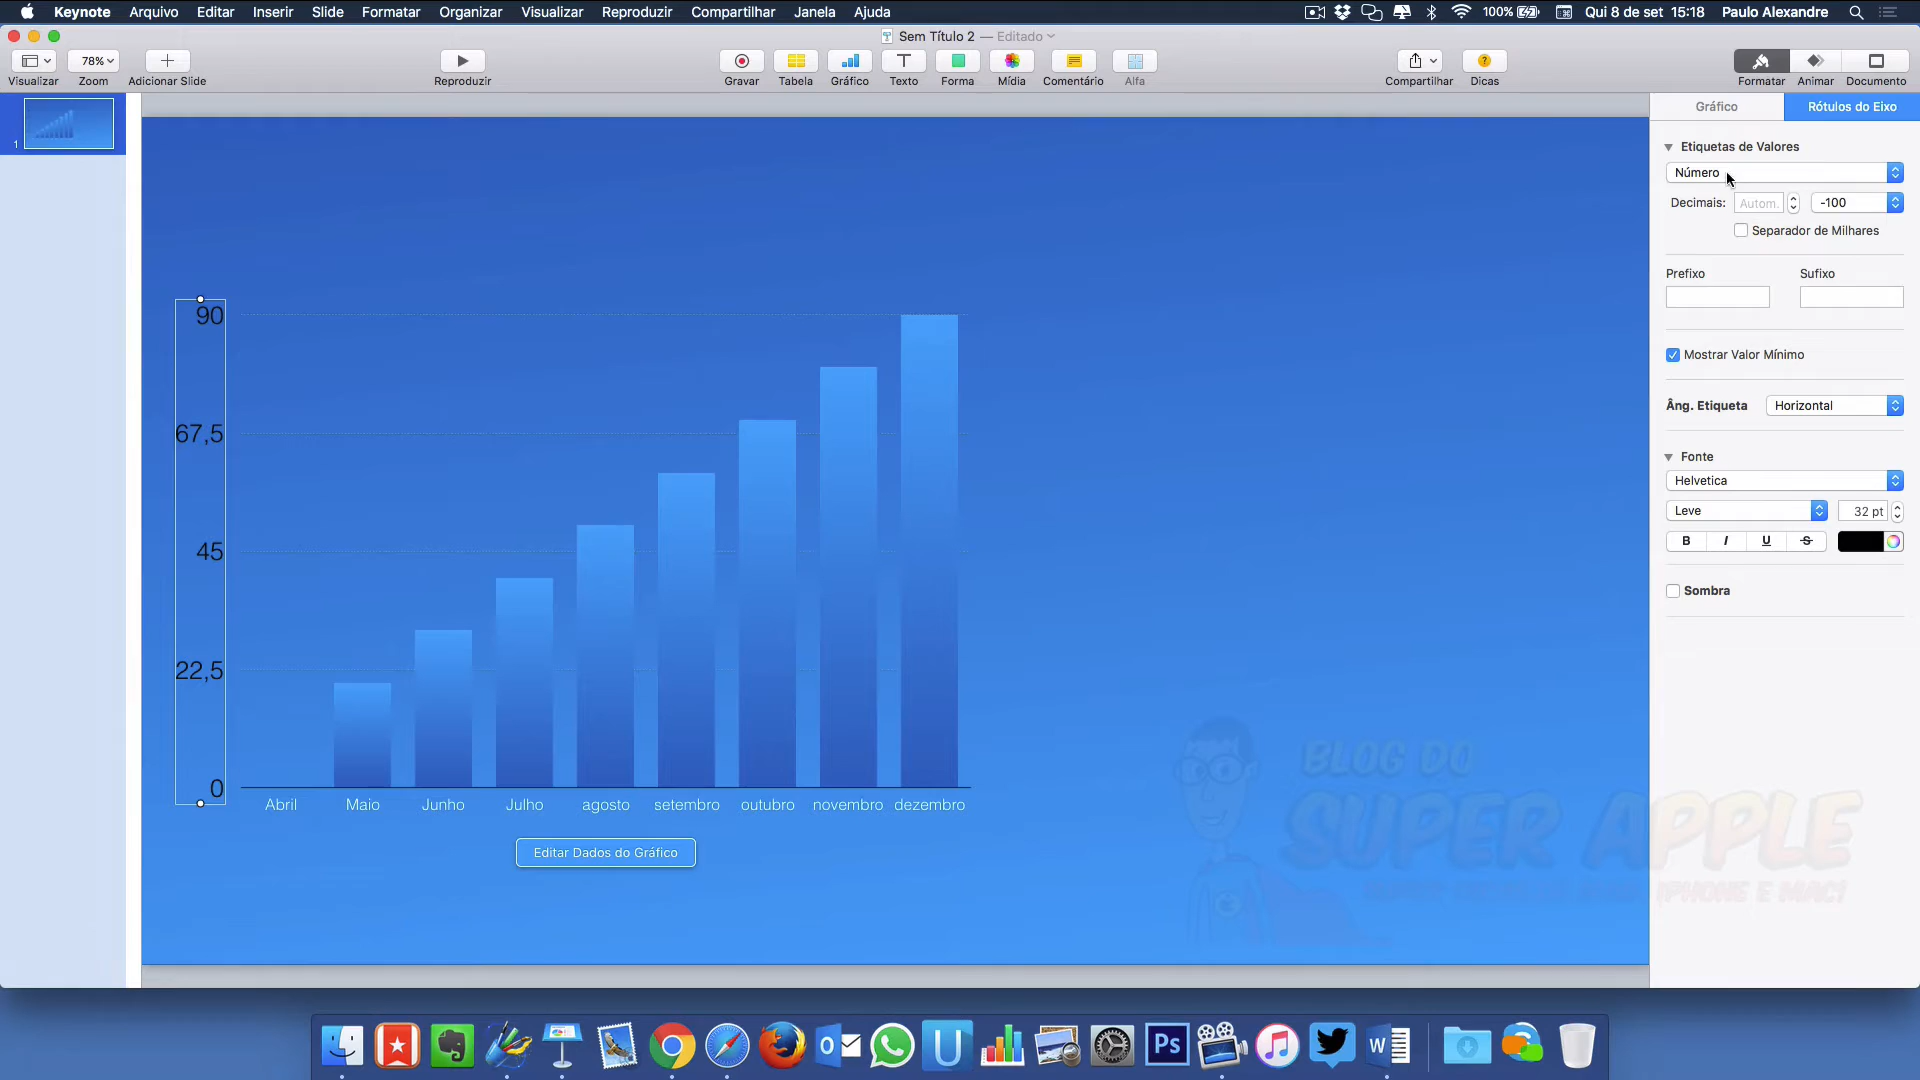 Keynote Arquivo Editar Inserir Slide Formatar Organizar Visualizar Reproduzir Compartilhar Janela Ajuda
100% Qui 8 de set 15:18 Paulo Alexandre
Sem Título 2 — Editado
78%
Visualizar Zoom Adicionar Slide Reproduzir Gravar Tabela Gráfico Texto Forma Mídia Comentário Alfa Compartilhar Dicas Formatar Animar Documento
1
Gráfico Rótulos do Eixo
Etiquetas de Valores
Número
Decimais: Autom. -100
Separador de Milhares
Prefixo Sufixo
Mostrar Valor Mínimo
Âng. Etiqueta Horizontal
Fonte
Helvetica
Leve 32 pt
B I U S
Sombra
90
67,5
45
22,5
0
Abril Maio Junho Julho agosto setembro outubro novembro dezembro
Editar Dados do Gráfico
BLOG DO
SUPER APPLE
IPHONE E MAC!
U
Ps
W